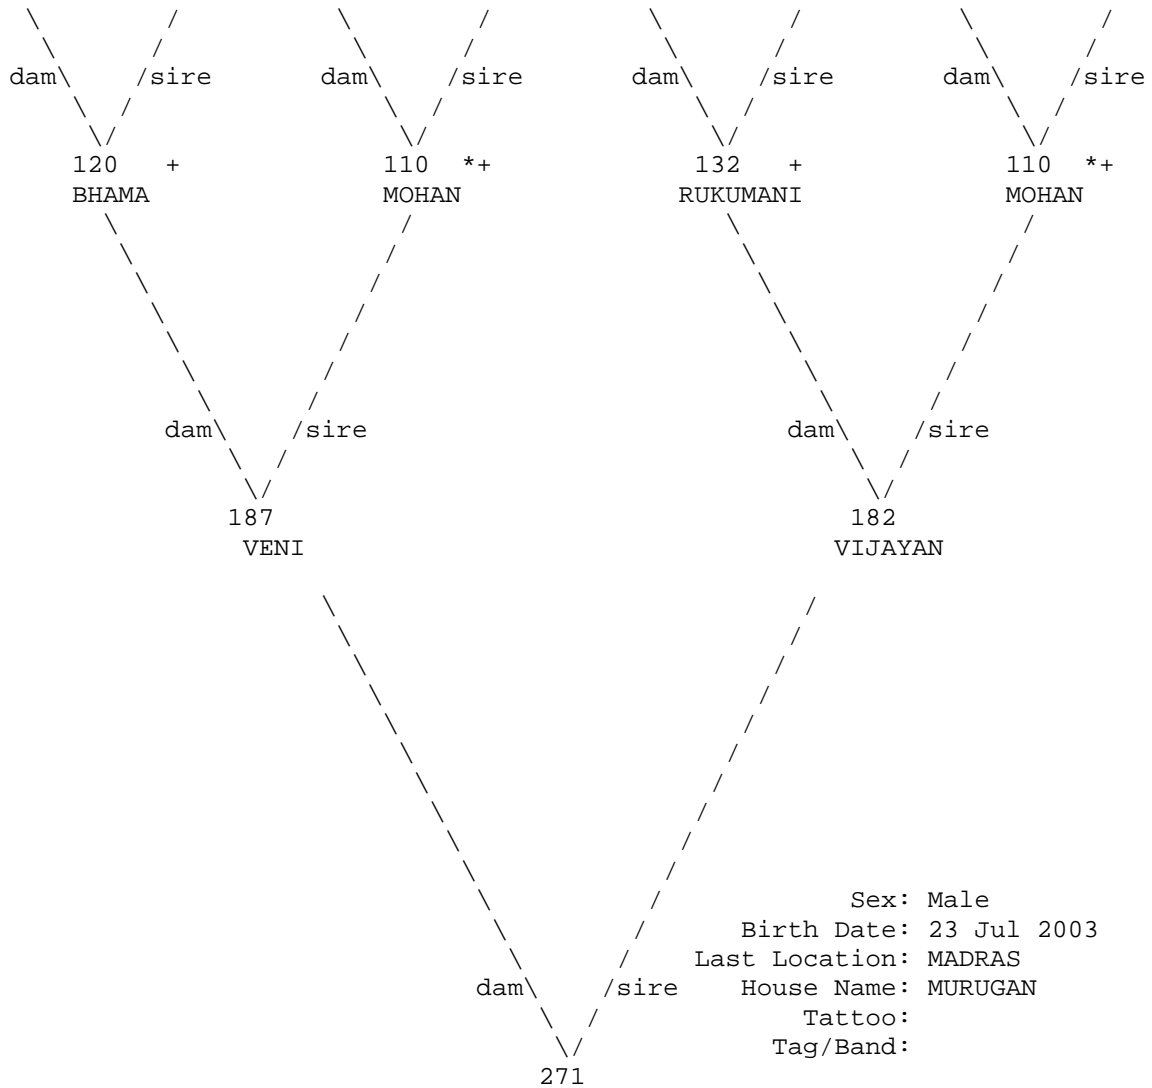 dam sire dam sire dam sire dam sire
120 + 110 *+ 132 + 110 *+
BHAMA MOHAN RUKUMANI MOHAN
dam sire dam sire
187 182
VENI VIJAYAN
Sex: Male
Birth Date: 23 Jul 2003
Last Location: MADRAS
dam sire House Name: MURUGAN
Tattoo:
Tag/Band:
271